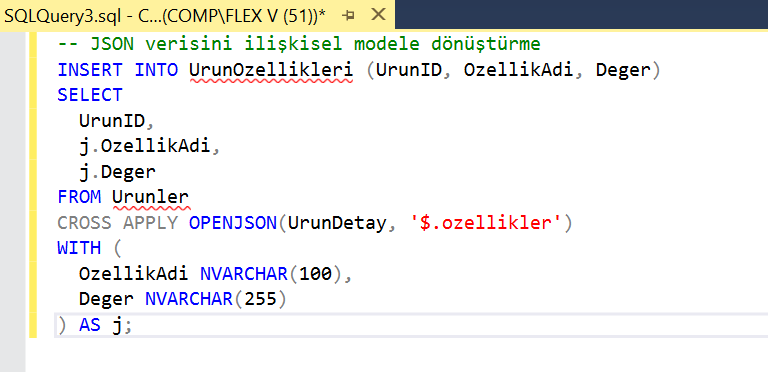 SQLQuery3.sql - C...(COMP\FLEX V (51))*
-- JSON verisini ilişkisel modele dönüştürme
INSERT INTO UrunOzellikleri (UrunID, OzellikAdi, Deger)
SELECT
UrunID,
j.OzellikAdi,
j.Deger
FROM Urunler
CROSS APPLY OPENJSON(UrunDetay, '$.ozellikler')
WITH (
OzellikAdi NVARCHAR(100),
Deger NVARCHAR(255)
) AS j;